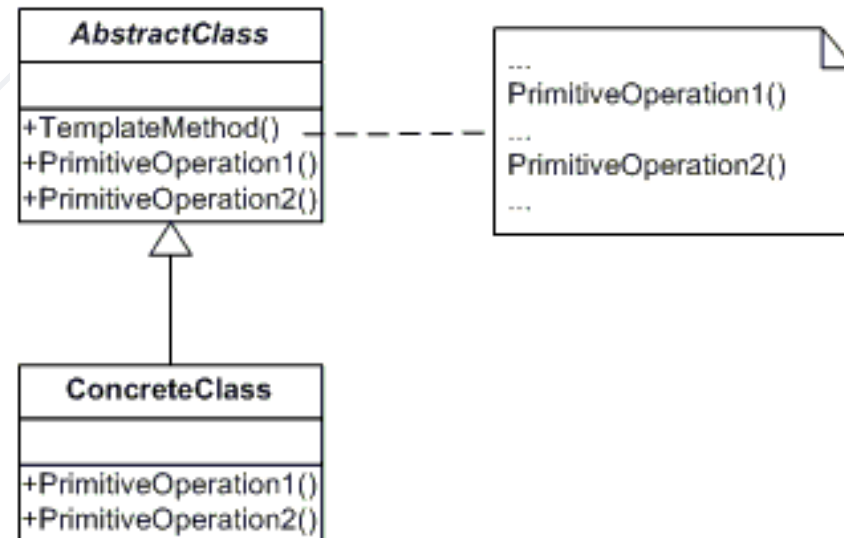 AbstractClass
+TemplateMethod()
+PrimitiveOperation1()
+PrimitiveOperation2()
...
PrimitiveOperation1()
...
PrimitiveOperation2()
...
ConcreteClass
+PrimitiveOperation1()
+PrimitiveOperation2()